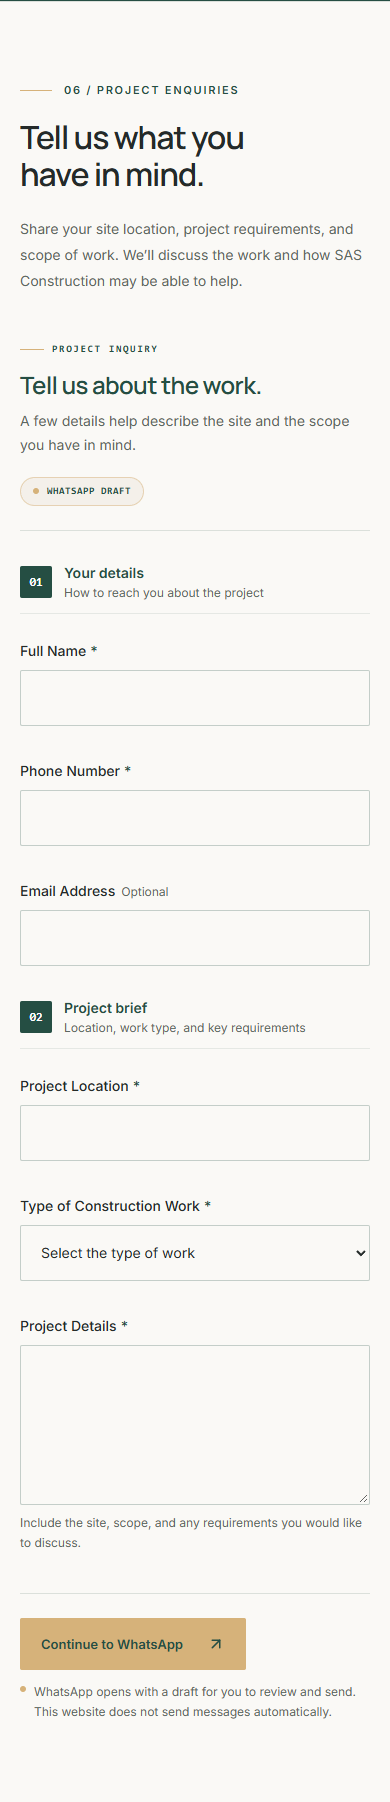 06 / PROJECT ENQUIRIES
Tell us what you
have in mind.
Share your site location, project requirements, and
scope of work. We’ll discuss the work and how SAS
Construction may be able to help.
PROJECT INQUIRY
Tell us about the work.
A few details help describe the site and the scope
you have in mind.
WHATSAPP DRAFT
01
Your details
How to reach you about the project
Full Name *
Phone Number *
Email Address Optional
02
Project brief
Location, work type, and key requirements
Project Location *
Type of Construction Work *
Select the type of work
Project Details *
Include the site, scope, and any requirements you would like
to discuss.
Continue to WhatsApp
WhatsApp opens with a draft for you to review and send.
This website does not send messages automatically.